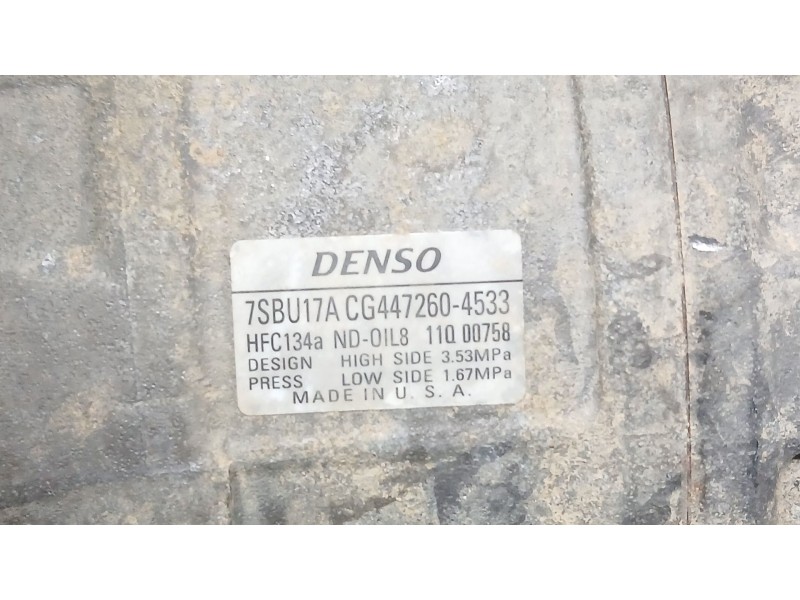 DENSO
7SBU17A CG447260-4533
HFC134a ND-OIL8 11Q 00758
DESIGN HIGH SIDE 3.53MPa
PRESS LOW SIDE 1.67MPa
MADE IN U. S. A.